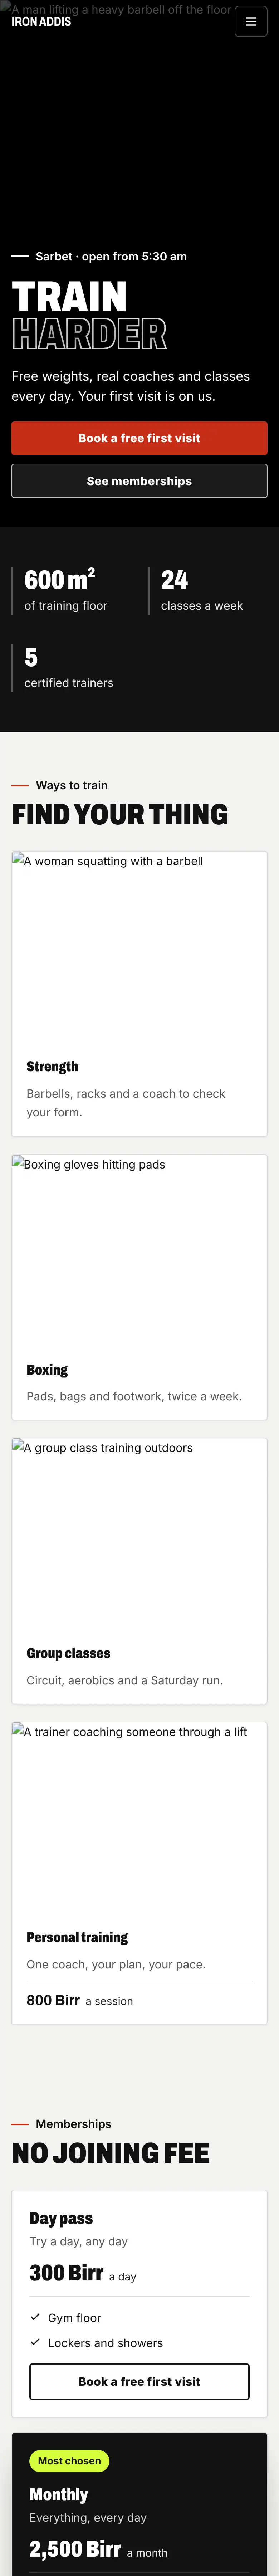 A man lifting a heavy barbell off the floor
IRON ADDIS
Sarbet · open from 5:30 am
TRAIN
HARDER
Free weights, real coaches and classes
every day. Your first visit is on us.
Book a free first visit
See memberships
600 m²
of training floor
24
classes a week
5
certified trainers
Ways to train
FIND YOUR THING
A woman squatting with a barbell
Strength
Barbells, racks and a coach to check
your form.
Boxing gloves hitting pads
Boxing
Pads, bags and footwork, twice a week.
A group class training outdoors
Group classes
Circuit, aerobics and a Saturday run.
A trainer coaching someone through a lift
Personal training
One coach, your plan, your pace.
800 Birr a session
Memberships
NO JOINING FEE
Day pass
Try a day, any day
300 Birr a day
Gym floor
Lockers and showers
Book a free first visit
Most chosen
Monthly
Everything, every day
2,500 Birr a month